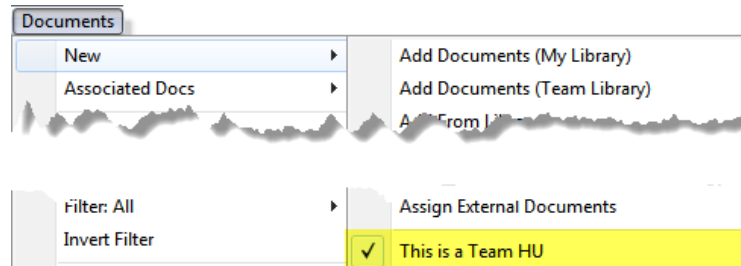 Documents
New
Add Documents (My Library)
Associated Docs
Add Documents (Team Library)
From
Filter: All
Assign External Documents
Invert Filter
This is a Team HU